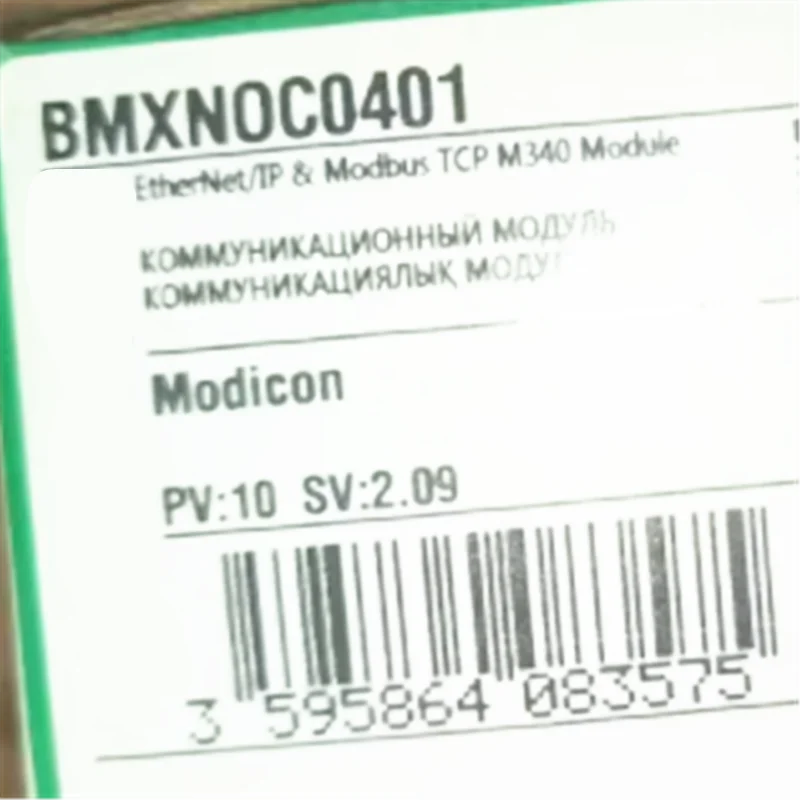 BMXNOC0401
EtherNet/IP & Modbus TCP M340 Module
КОММУНИКАЦИОННЫЙ МОДУЛЬ
КОММУНИКАЦИЯЛЫҚ
Modicon
PV:10 SV:2.09
3 595864 083575